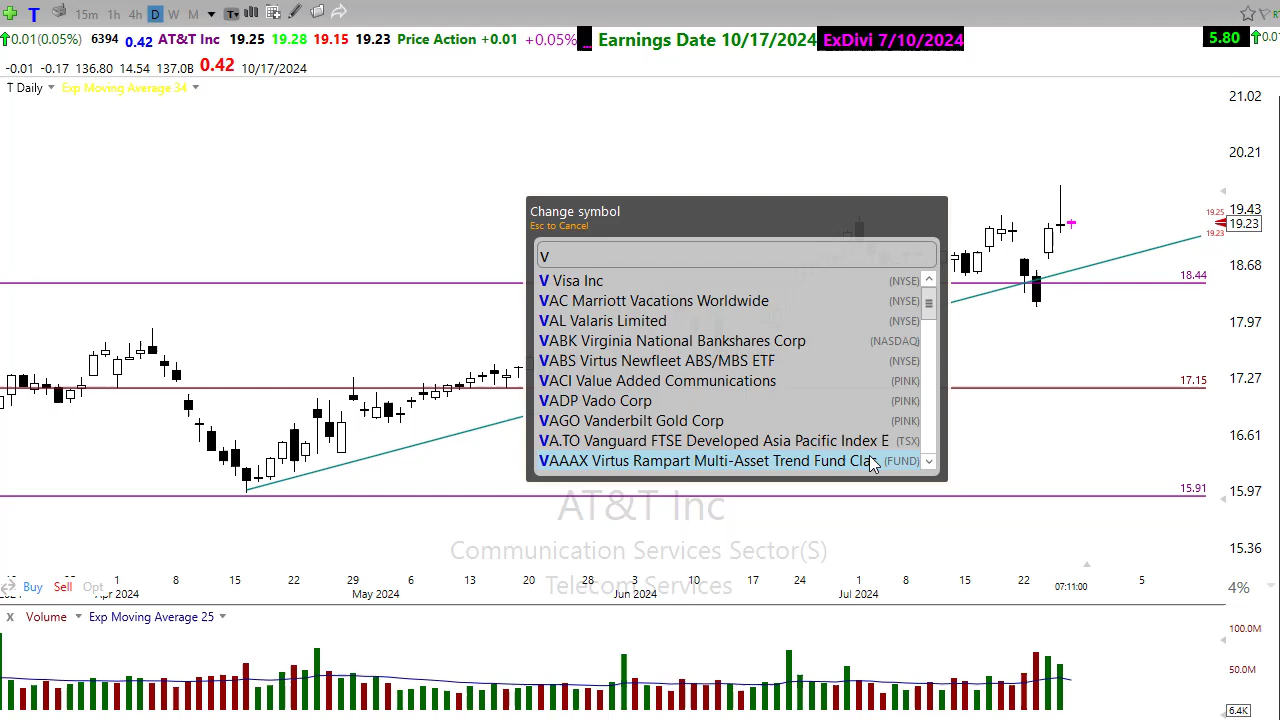 T 15m 1h 4h D W M
0.01(0.05%) 6394 0.42 AT&T Inc 19.25 19.28 19.15 19.23 Price Action +0.01 +0.05% ... Earnings Date 10/17/2024 ExDivi 7/10/2024 5.80
-0.01 -0.17 136.80 14.54 137.0B 0.42 10/17/2024
T Daily Exp Moving Average 34
21.02
20.21
19.43
19.25
19.23
19.23
18.68
18.44
17.97
17.27
17.15
16.61
15.97
15.91
15.36
Change symbol
Esc to Cancel
V
V Visa Inc (NYSE)
VAC Marriott Vacations Worldwide (NYSE)
VAL Valaris Limited (NYSE)
VABK Virginia National Bankshares Corp (NASDAQ)
VABS Virtus Newfleet ABS/MBS ETF (NYSE)
VACI Value Added Communications (PINK)
VADP Vado Corp (PINK)
VAGO Vanderbilt Gold Corp (PINK)
VA.TO Vanguard FTSE Developed Asia Pacific Index E (TSX)
VAAAX Virtus Rampart Multi-Asset Trend Fund Cla (FUND)
AT&T Inc
Communication Services Sector(S)
Telecom Services
1 8 15 22 29 6 13 20 28 3 10 17 24 1 8 15 22 07:11:00 5
Buy Sell Opt
Apr 2024 May 2024 Jun 2024 Jul 2024
4%
X Volume Exp Moving Average 25
100.0M
50.0M
6.4K